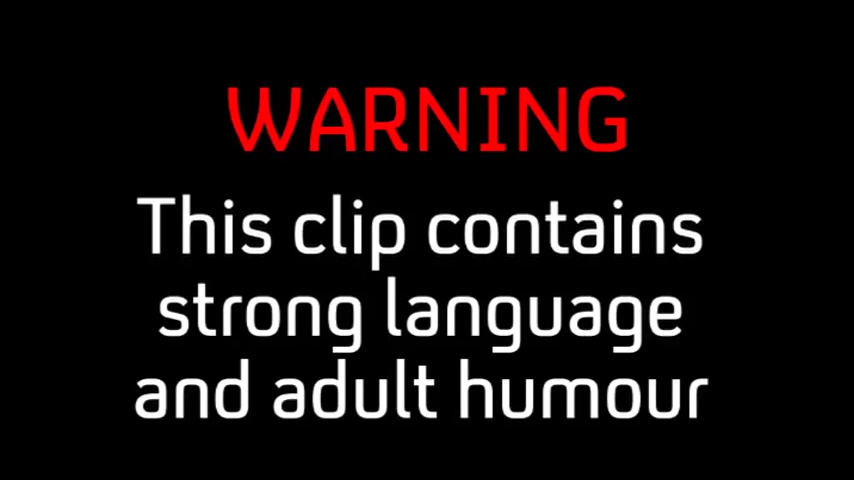 WARNING
This clip contains
strong language
and adult humour